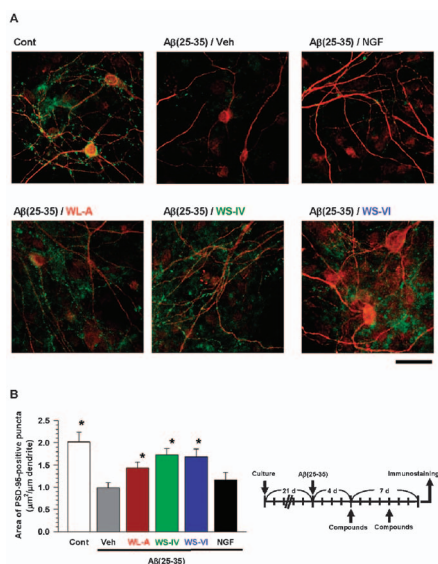 A
Cont
Aβ(25-35) / Veh
Aβ(25-35) / NGF
Aβ(25-35) / WL-A
Aβ(25-35) / WS-IV
Aβ(25-35) / WS-VI
B
Area of PSD-95-positive puncta
(μm²/μm dendrite)
2.5
2.0
1.5
1.0
0.5
0.0
*
*
*
*
Cont
Veh
WL-A
WS-IV
WS-VI
NGF
Aβ(25-35)
Culture
Aβ(25-35)
Immunostaining
21 d
4 d
7 d
Compounds
Compounds